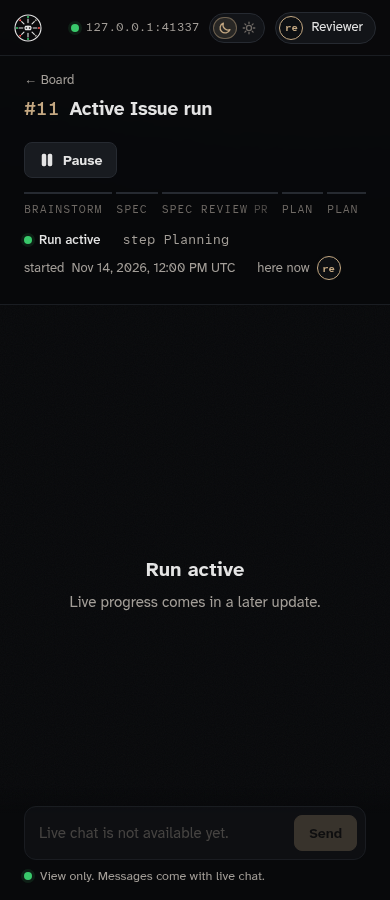 127.0.0.1:41337
re
Reviewer
← Board
#11 Active Issue run
Pause
BRAINSTORM SPEC SPEC REVIEW PR PLAN PLAN
Run active step Planning
started Nov 14, 2026, 12:00 PM UTC here now re
Run active
Live progress comes in a later update.
Live chat is not available yet.
Send
View only. Messages come with live chat.